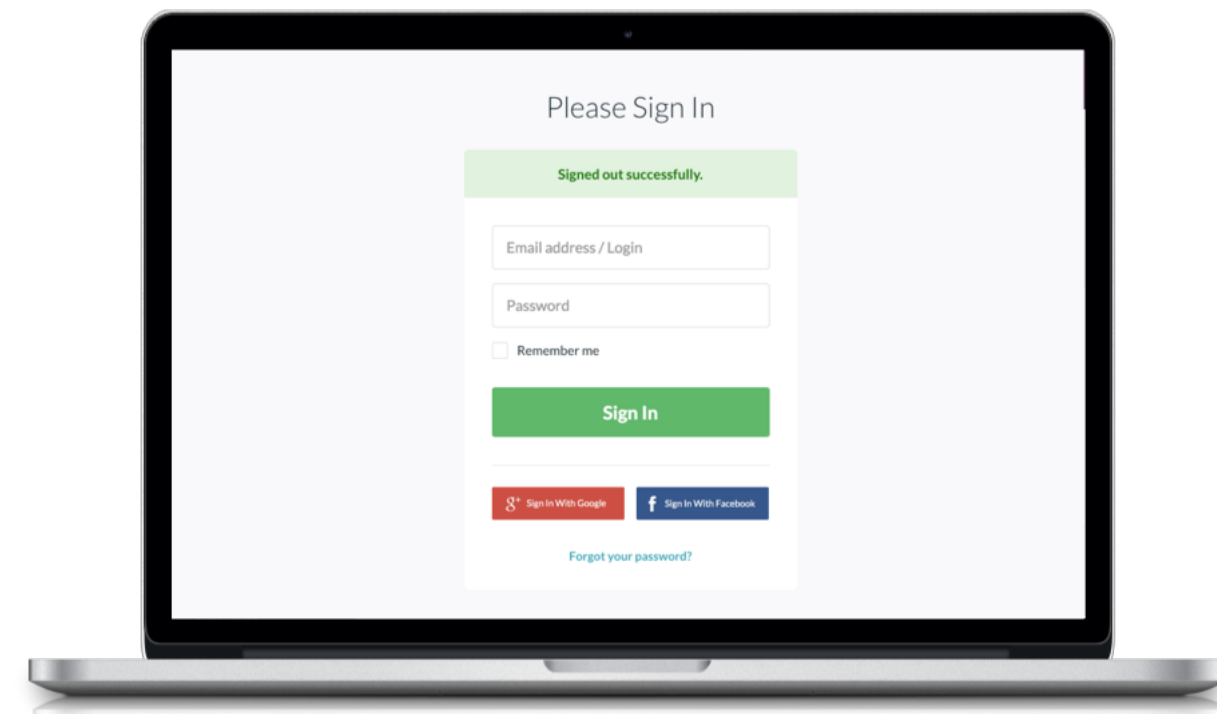 Please Sign In
Signed out successfully.
Email address / Login
Password
Remember me
Sign In
g+ Sign In With Google
f Sign In With Facebook
Forgot your password?